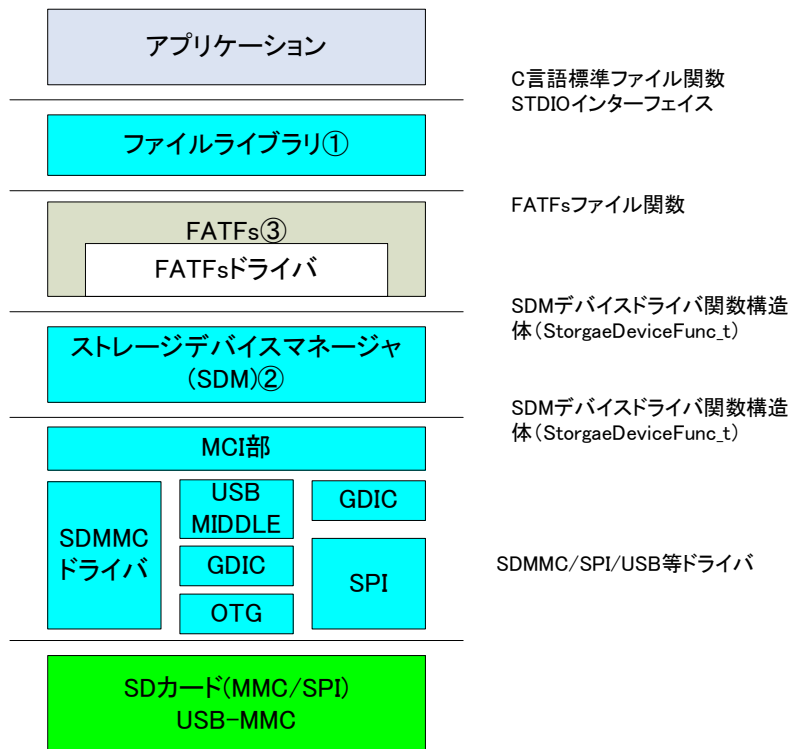 アプリケーション
C言語標準ファイル関数
STDIOインターフェイス
ファイルライブラリ①
FATFsファイル関数
FATFs③
FATFsドライバ
SDMデバイスドライバ関数構造
体(StorgaeDeviceFunc_t)
ストレージデバイスマネージャ
(SDM)②
SDMデバイスドライバ関数構造
体(StorgaeDeviceFunc_t)
MCI部
SDMMC
ドライバ
USB
MIDDLE
GDIC
OTG
GDIC
SPI
SDMMC/SPI/USB等ドライバ
SDカード(MMC/SPI)
USB-MMC